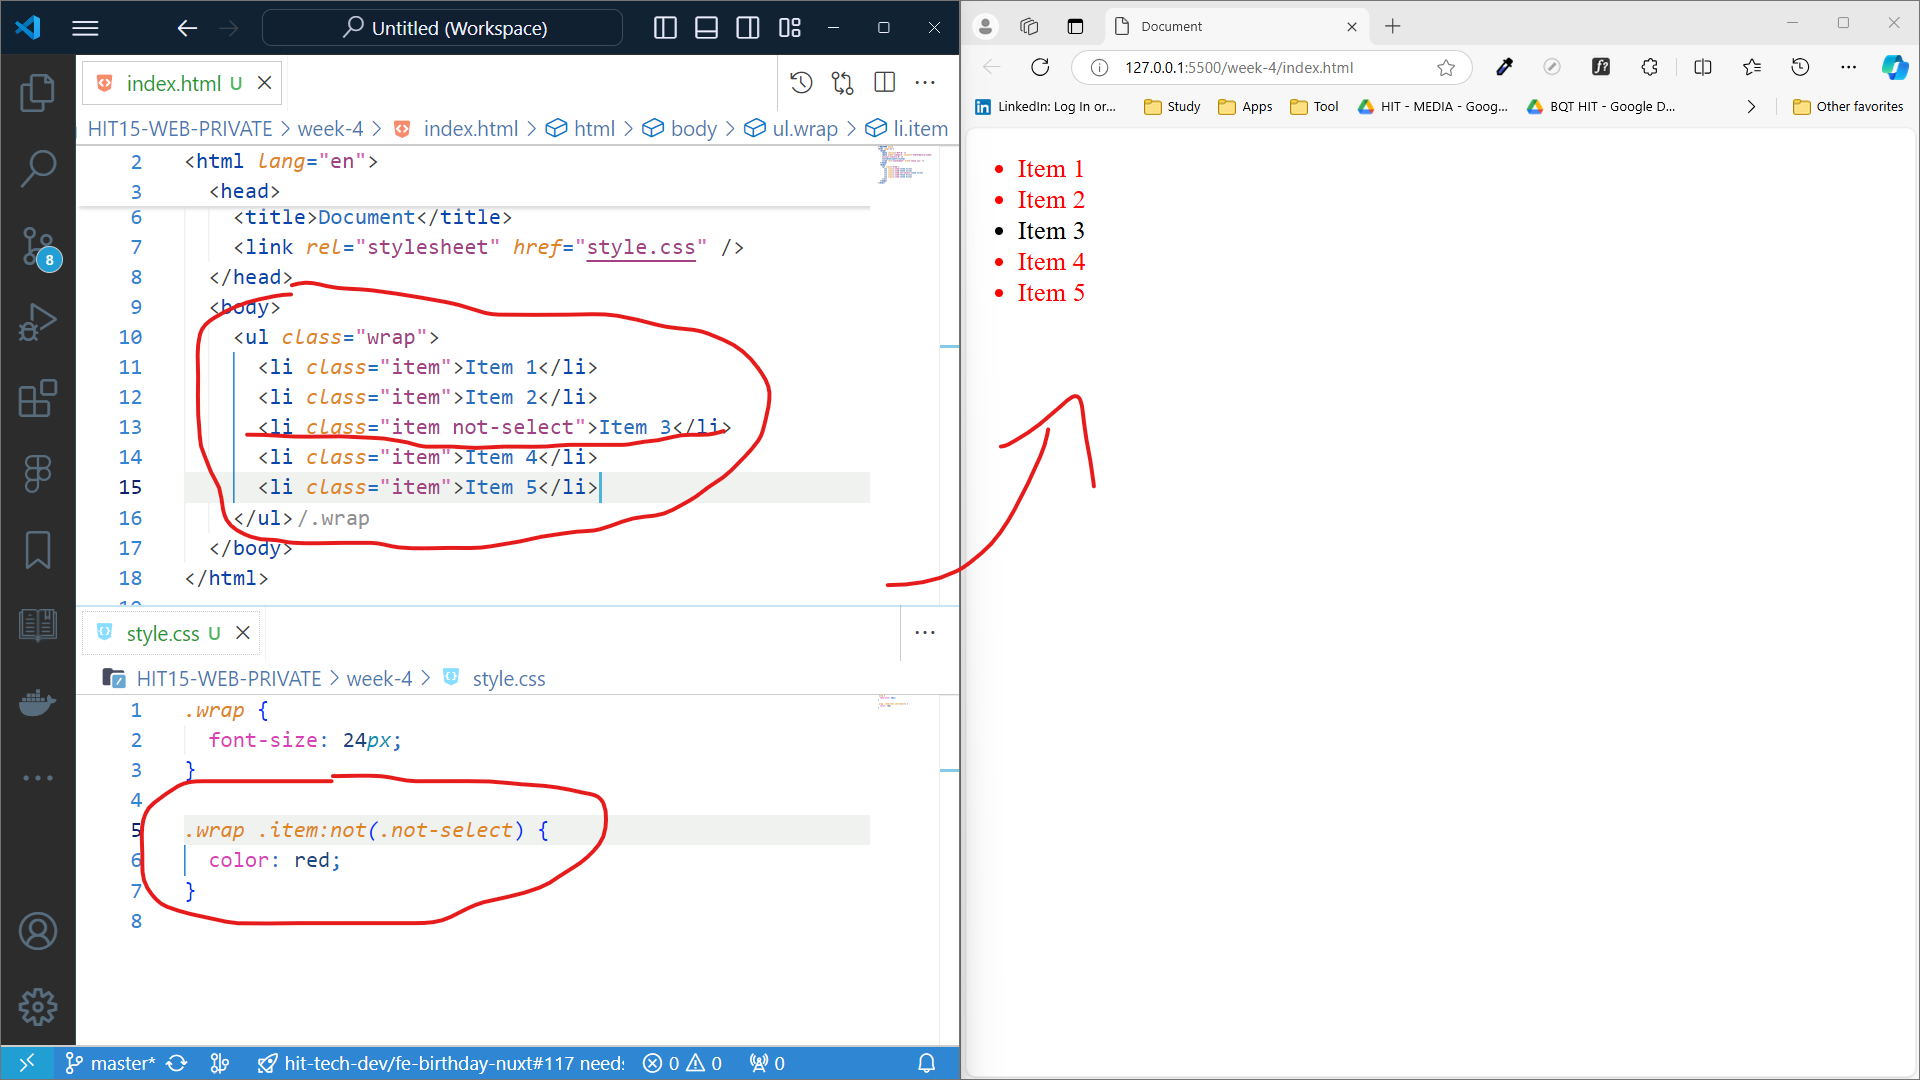 Untitled (Workspace)
index.html U
HIT15-WEB-PRIVATE > week-4 > index.html > html > body > ul.wrap > li.item
2 <html lang="en">
3 <head>
6 <title>Document</title>
7 <link rel="stylesheet" href="style.css" />
8 </head>
9 <body>
10 <ul class="wrap">
11 <li class="item">Item 1</li>
12 <li class="item">Item 2</li>
13 <li class="item not-select">Item 3</li>
14 <li class="item">Item 4</li>
15 <li class="item">Item 5</li>
16 </ul>/.wrap
17 </body>
18 </html>
8
style.css U
HIT15-WEB-PRIVATE > week-4 > style.css
1 .wrap {
2 font-size: 24px;
3 }
4
5 .wrap .item:not(.not-select) {
6 color: red;
7 }
8
master*
hit-tech-dev/fe-birthday-nuxt#117 needs
0
0
0
Document
127.0.0.1:5500/week-4/index.html
f?
LinkedIn: Log In or...
Study
Apps
Tool
HIT - MEDIA - Goog...
BQT HIT - Google D...
Other favorites
Item 1
Item 2
Item 3
Item 4
Item 5